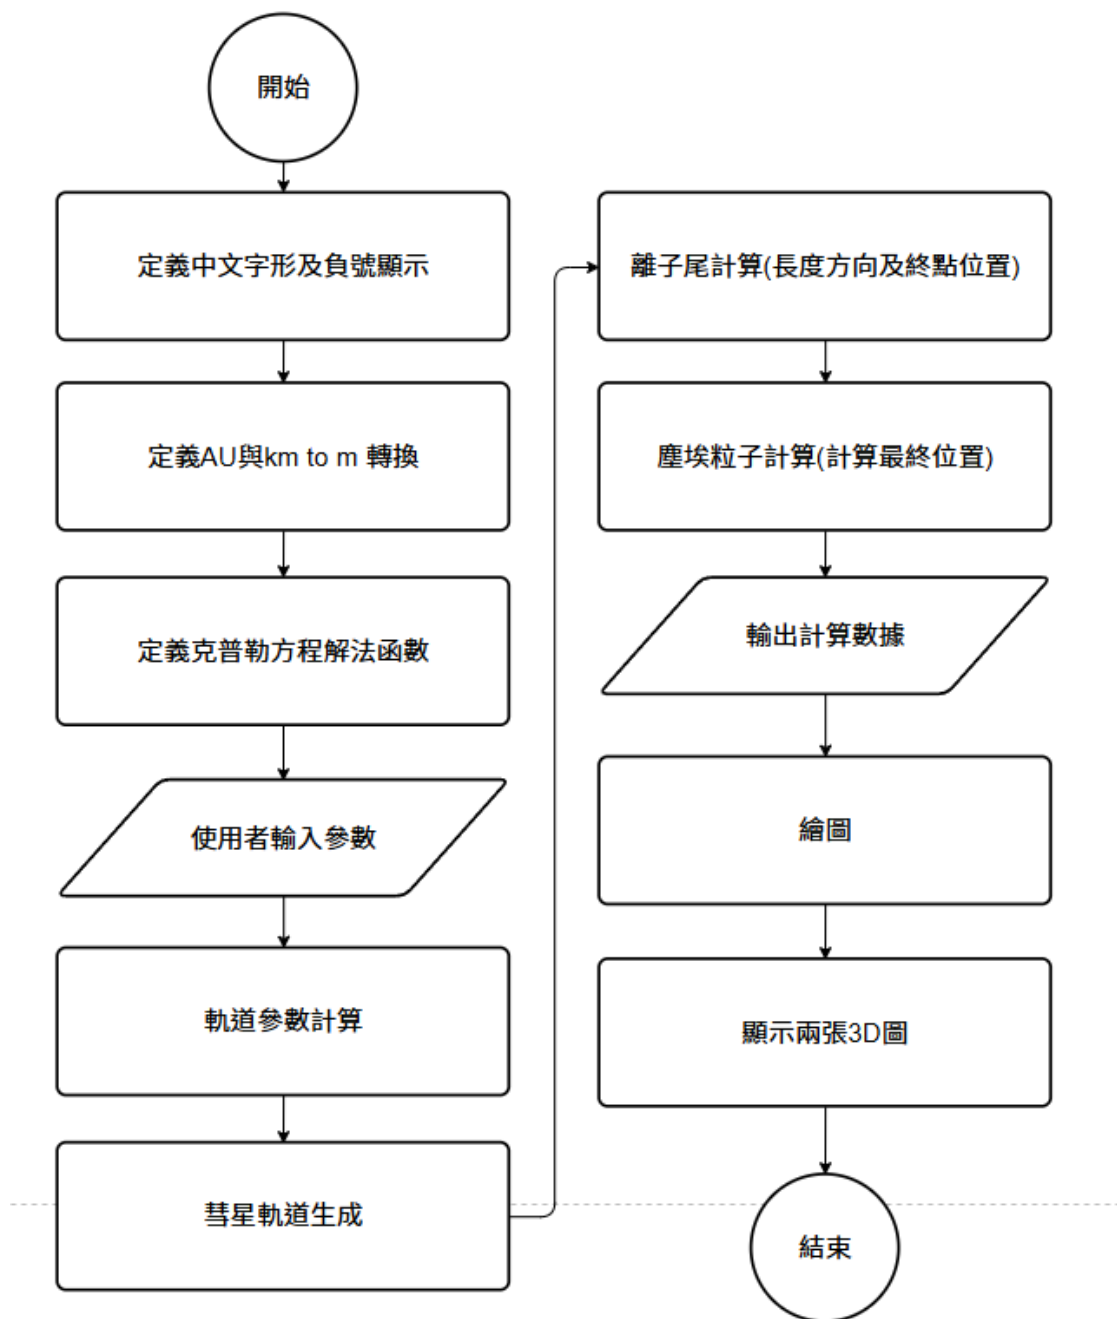 開始
定義中文字形及負號顯示
定義AU與km to m 轉換
定義克普勒方程解法函數
使用者輸入參數
軌道參數計算
彗星軌道生成
離子尾計算(長度方向及終點位置)
塵埃粒子計算(計算最終位置)
輸出計算數據
繪圖
顯示兩張3D圖
結束